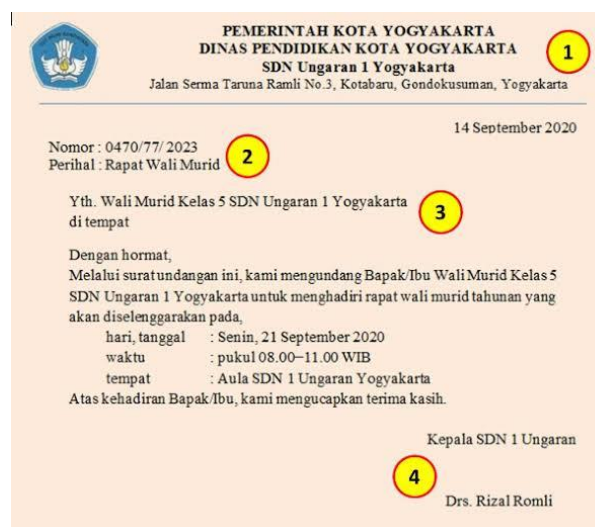 PEMERINTAH KOTA YOGYAKARTA
DINAS PENDIDIKAN KOTA YOGYAKARTA
SDN Ungaran 1 Yogyakarta
Jalan Serma Taruna Ramli No.3, Kotabaru, Gondokusuman, Yogyakarta
1
14 September 2020
Nomor : 0470/77/ 2023
Perihal : Rapat Wali Murid
2
Yth. Wali Murid Kelas 5 SDN Ungaran 1 Yogyakarta
di tempat
3
Dengan hormat,
Melalui surat undangan ini, kami mengundang Bapak/Ibu Wali Murid Kelas 5
SDN Ungaran 1 Yogyakarta untuk menghadiri rapat wali murid tahunan yang
akan diselenggarakan pada,
hari, tanggal : Senin, 21 September 2020
waktu : pukul 08.00−11.00 WIB
tempat : Aula SDN 1 Ungaran Yogyakarta
Atas kehadiran Bapak/Ibu, kami mengucapkan terima kasih.
Kepala SDN 1 Ungaran
4
Drs. Rizal Romli